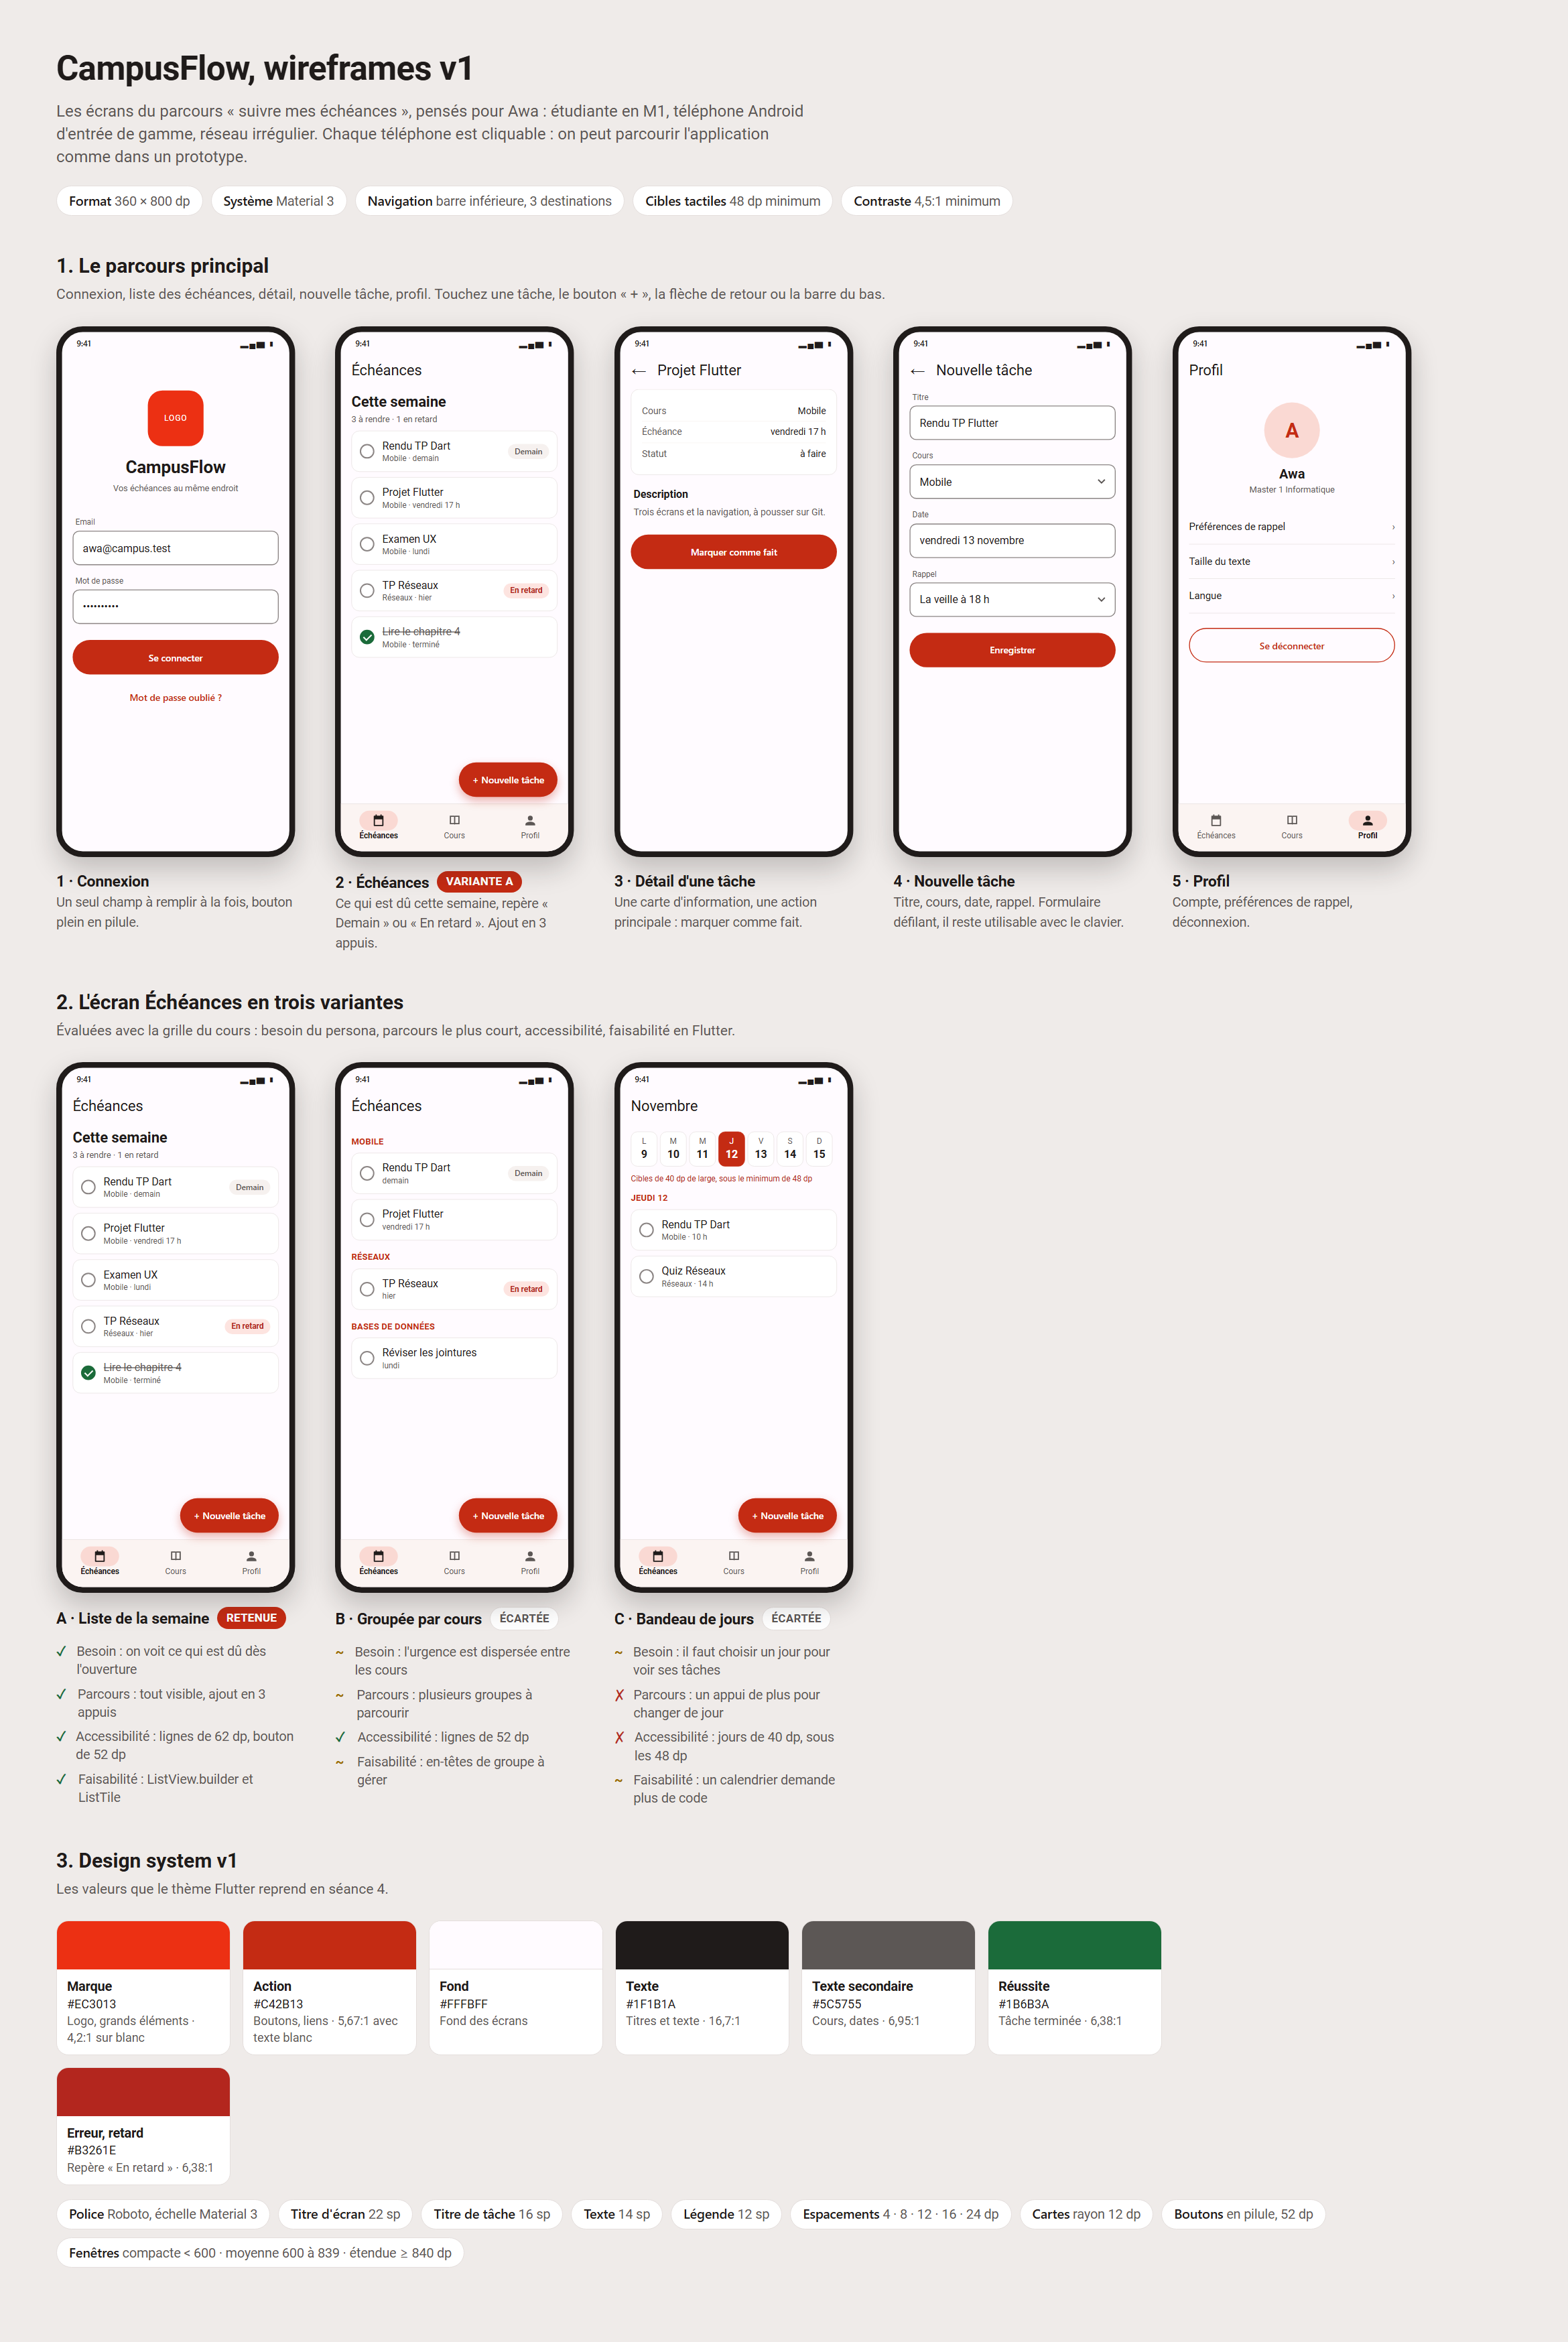 CampusFlow, wireframes v1
Les écrans du parcours « suivre mes échéances », pensés pour Awa : étudiante en M1, téléphone Android
d'entrée de gamme, réseau irrégulier. Chaque téléphone est cliquable : on peut parcourir l'application
comme dans un prototype.
Format 360 × 800 dp
Système Material 3
Navigation barre inférieure, 3 destinations
Cibles tactiles 48 dp minimum
Contraste 4,5:1 minimum
1. Le parcours principal
Connexion, liste des échéances, détail, nouvelle tâche, profil. Touchez une tâche, le bouton « + », la flèche de retour ou la barre du bas.
9:41
LOGO
CampusFlow
Vos échéances au même endroit
Email
awa@campus.test
Mot de passe
••••••••••
Se connecter
Mot de passe oublié ?
1 · Connexion
Un seul champ à remplir à la fois, bouton
plein en pilule.
9:41
Échéances
Cette semaine
3 à rendre · 1 en retard
Rendu TP Dart
Mobile · demain
Demain
Projet Flutter
Mobile · vendredi 17 h
Examen UX
Mobile · lundi
TP Réseaux
Réseaux · hier
En retard
Lire le chapitre 4
Mobile · terminé
+ Nouvelle tâche
Échéances
Cours
Profil
2 · Échéances
VARIANTE A
Ce qui est dû cette semaine, repère «
Demain » ou « En retard ». Ajout en 3
appuis.
9:41
← Projet Flutter
Cours Mobile
Échéance vendredi 17 h
Statut à faire
Description
Trois écrans et la navigation, à pousser sur Git.
Marquer comme fait
3 · Détail d'une tâche
Une carte d'information, une action
principale : marquer comme fait.
9:41
← Nouvelle tâche
Titre
Rendu TP Flutter
Cours
Mobile
Date
vendredi 13 novembre
Rappel
La veille à 18 h
Enregistrer
4 · Nouvelle tâche
Titre, cours, date, rappel. Formulaire
défilant, il reste utilisable avec le clavier.
9:41
Profil
A
Awa
Master 1 Informatique
Préférences de rappel ›
Taille du texte ›
Langue ›
Se déconnecter
Échéances
Cours
Profil
5 · Profil
Compte, préférences de rappel,
déconnexion.
2. L'écran Échéances en trois variantes
Évaluées avec la grille du cours : besoin du persona, parcours le plus court, accessibilité, faisabilité en Flutter.
9:41
Échéances
Cette semaine
3 à rendre · 1 en retard
Rendu TP Dart
Mobile · demain
Demain
Projet Flutter
Mobile · vendredi 17 h
Examen UX
Mobile · lundi
TP Réseaux
Réseaux · hier
En retard
Lire le chapitre 4
Mobile · terminé
+ Nouvelle tâche
Échéances
Cours
Profil
A · Liste de la semaine
RETENUE
✓ Besoin : on voit ce qui est dû dès
l'ouverture
✓ Parcours : tout visible, ajout en 3
appuis
✓ Accessibilité : lignes de 62 dp, bouton
de 52 dp
✓ Faisabilité : ListView.builder et
ListTile
9:41
Échéances
MOBILE
Rendu TP Dart
demain
Demain
Projet Flutter
vendredi 17 h
RÉSEAUX
TP Réseaux
hier
En retard
BASES DE DONNÉES
Réviser les jointures
lundi
+ Nouvelle tâche
Échéances
Cours
Profil
B · Groupée par cours
ÉCARTÉE
~ Besoin : l'urgence est dispersée entre
les cours
~ Parcours : plusieurs groupes à
parcourir
✓ Accessibilité : lignes de 52 dp
~ Faisabilité : en-têtes de groupe à
gérer
9:41
Novembre
L M M J V S D
9 10 11 12 13 14 15
Cibles de 40 dp de large, sous le minimum de 48 dp
JEUDI 12
Rendu TP Dart
Mobile · 10 h
Quiz Réseaux
Réseaux · 14 h
+ Nouvelle tâche
Échéances
Cours
Profil
C · Bandeau de jours
ÉCARTÉE
~ Besoin : il faut choisir un jour pour
voir ses tâches
✗ Parcours : un appui de plus pour
changer de jour
✗ Accessibilité : jours de 40 dp, sous
les 48 dp
~ Faisabilité : un calendrier demande
plus de code
3. Design system v1
Les valeurs que le thème Flutter reprend en séance 4.
Marque
#EC3013
Logo, grands éléments ·
4,2:1 sur blanc
Action
#C42B13
Boutons, liens · 5,67:1 avec
texte blanc
Fond
#FFFBFF
Fond des écrans
Texte
#1F1B1A
Titres et texte · 16,7:1
Texte secondaire
#5C5755
Cours, dates · 6,95:1
Réussite
#1B6B3A
Tâche terminée · 6,38:1
Erreur, retard
#B3261E
Repère « En retard » · 6,38:1
Police Roboto, échelle Material 3
Titre d'écran 22 sp
Titre de tâche 16 sp
Texte 14 sp
Légende 12 sp
Espacements 4 · 8 · 12 · 16 · 24 dp
Cartes rayon 12 dp
Boutons en pilule, 52 dp
Fenêtres compacte < 600 · moyenne 600 à 839 · étendue ≥ 840 dp